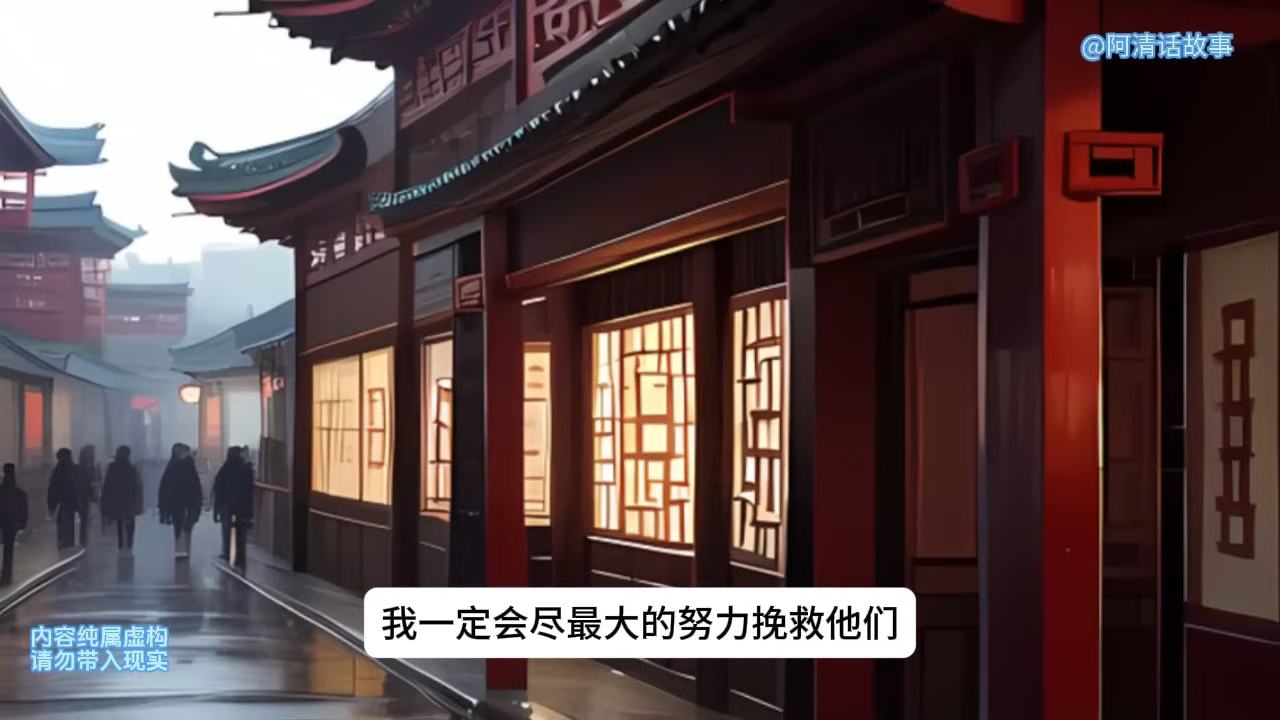 @阿清话故事
我一定会尽最大的努力挽救他们
内容纯属虚构
请勿带入现实